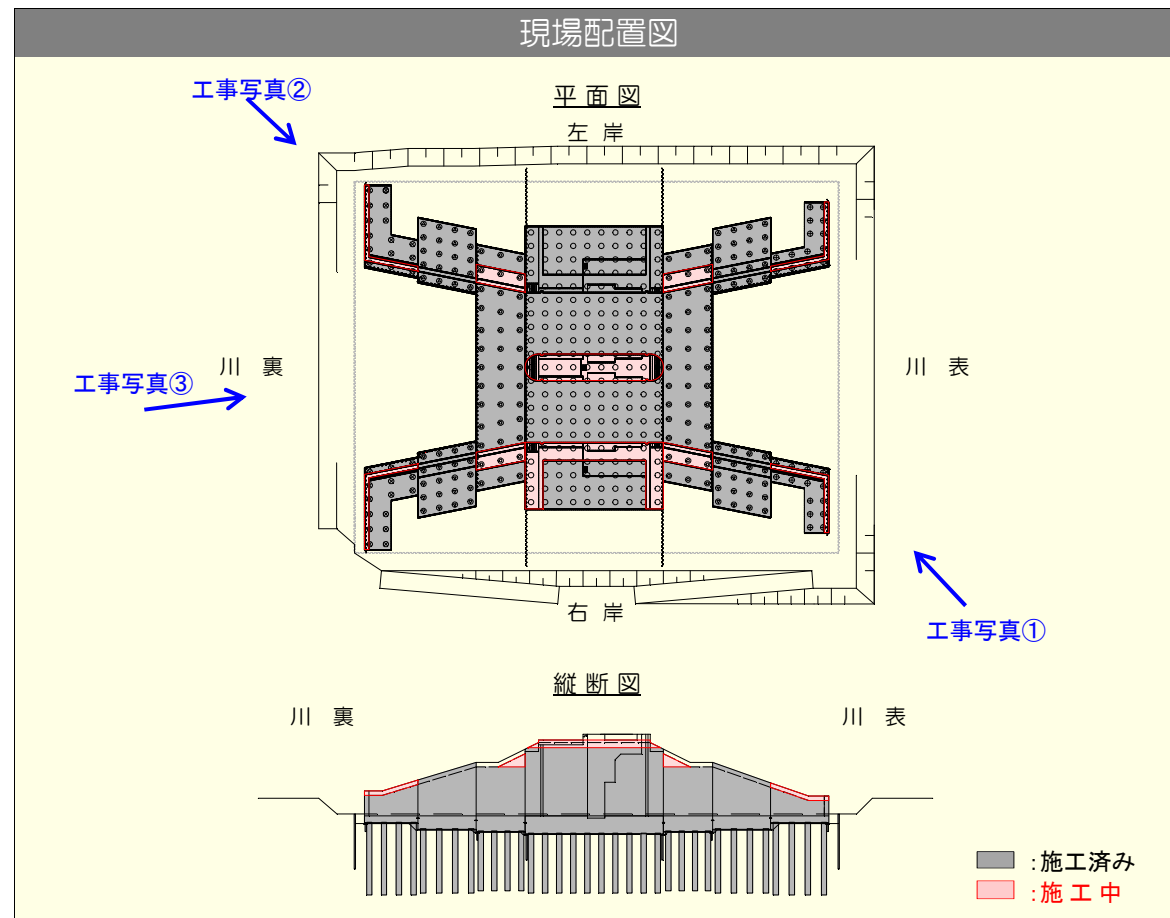 現場配置図
工事写真②
平 面 図
左 岸
川 裏
川 表
工事写真③
右 岸
工事写真①
縦 断 図
川 裏
川 表
:施工済み
:施 工 中